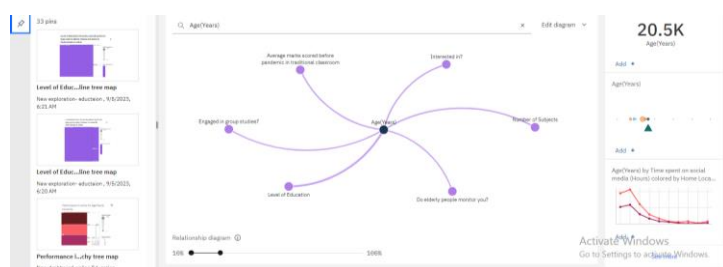 33 pins
Level of Educ...line tree map
New exploration- eductaion , 9/6/2023,
6:21 AM
Level of Educ...line tree map
New exploration- eductaion , 9/6/2023,
6:20 AM
Performance i...chy tree map
Age(Years)
×
Edit diagram
Average marks scored before
pandemic in traditional classroom
Interested in?
Engaged in group studies?
Age(Years)
Number of Subjects
Level of Education
Do elderly people monitor you?
Relationship diagram
100%
20.5K
Age(Years)
Add +
Age(Years)
Add +
Age(Years) by Time spent on social
media (Hours) colored by Home Loca...
Add +
Activate Windows
Go to Settings to activate Windows.